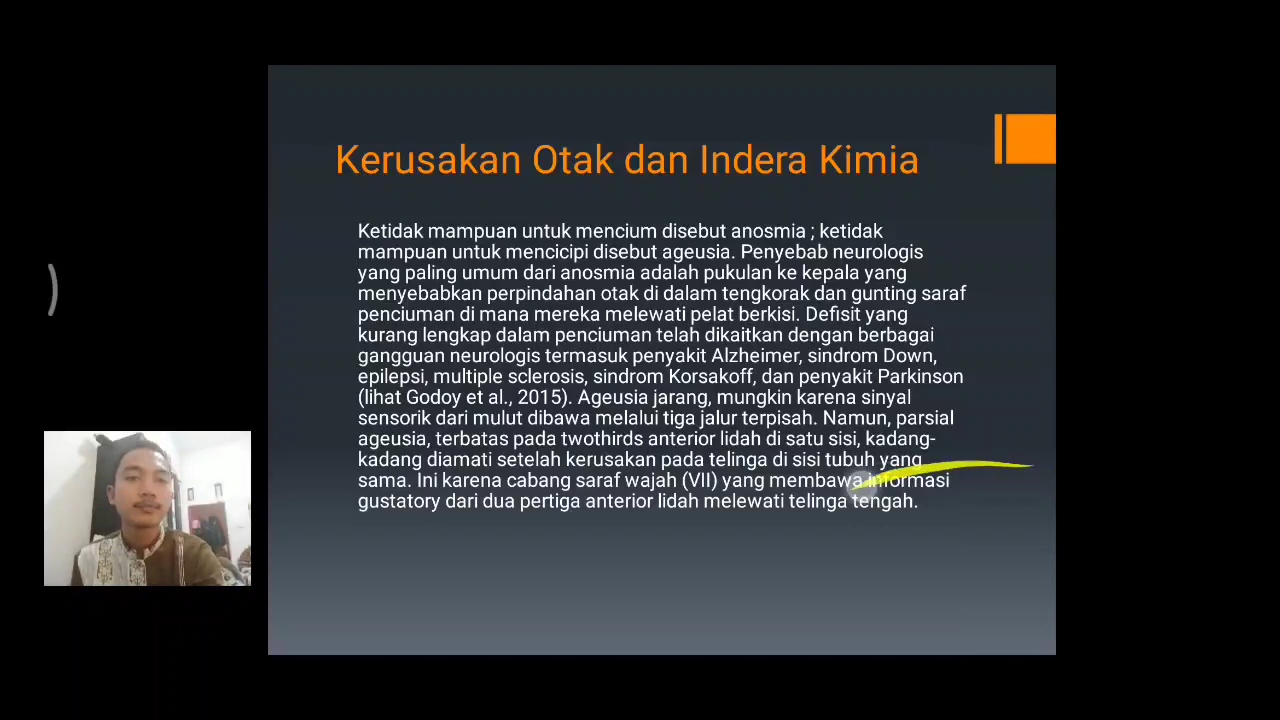 Kerusakan Otak dan Indera Kimia
Ketidak mampuan untuk mencium disebut anosmia ; ketidak
mampuan untuk mencicipi disebut ageusia. Penyebab neurologis
yang paling umum dari anosmia adalah pukulan ke kepala yang
menyebabkan perpindahan otak di dalam tengkorak dan gunting saraf
penciuman di mana mereka melewati pelat berkisi. Defisit yang
kurang lengkap dalam penciuman telah dikaitkan dengan berbagai
gangguan neurologis termasuk penyakit Alzheimer, sindrom Down,
epilepsi, multiple sclerosis, sindrom Korsakoff, dan penyakit Parkinson
(lihat Godoy et al., 2015). Ageusia jarang, mungkin karena sinyal
sensorik dari mulut dibawa melalui tiga jalur terpisah. Namun, parsial
ageusia, terbatas pada twothirds anterior lidah di satu sisi, kadang-
kadang diamati setelah kerusakan pada telinga di sisi tubuh yang
sama. Ini karena cabang saraf wajah (VII) yang membawa informasi
gustatory dari dua pertiga anterior lidah melewati telinga tengah.